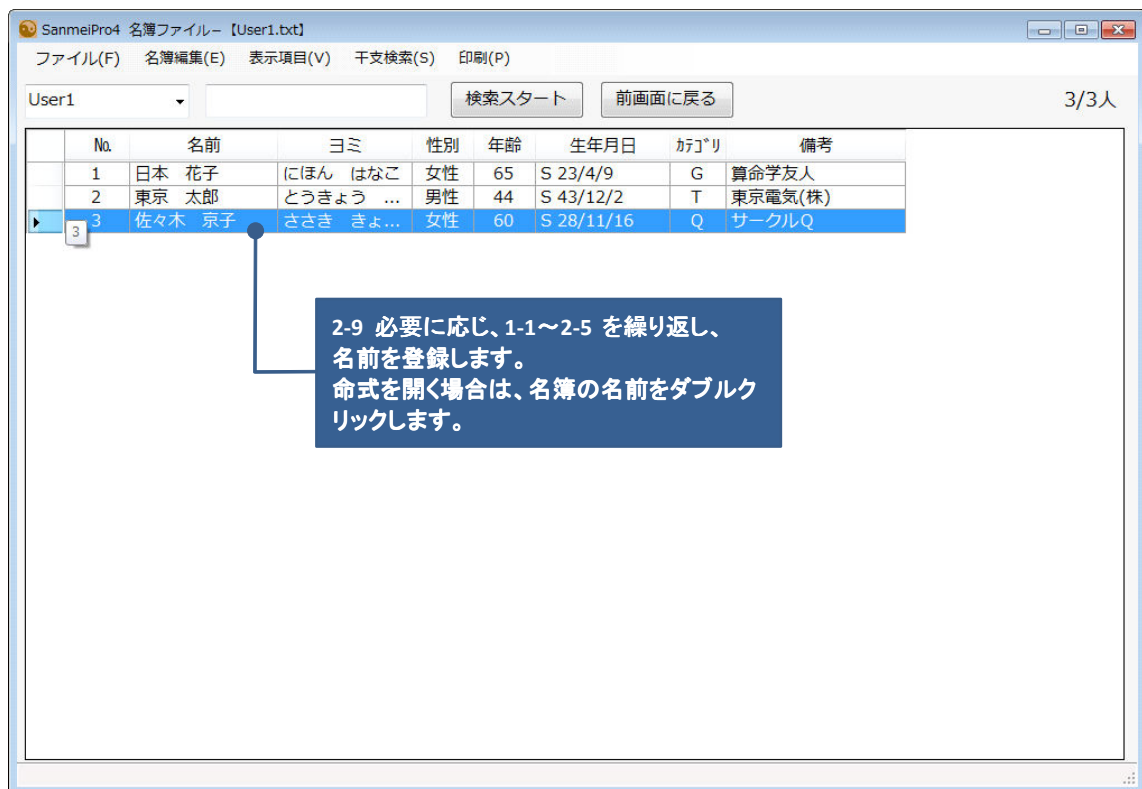 SanmeiPro4 名簿ファイル－【User1.txt】
ファイル(F) 名簿編集(E) 表示項目(V) 干支検索(S) 印刷(P)
User1 検索スタート 前画面に戻る 3/3人
No. 名前 ヨミ 性別 年齢 生年月日 ｶﾃｺﾞﾘ 備考
1 日本 花子 にほん はなこ 女性 65 S 23/4/9 G 算命学友人
2 東京 太郎 とうきょう ... 男性 44 S 43/12/2 T 東京電気(株)
3 佐々木 京子 ささき きょ... 女性 60 S 28/11/16 Q サークルQ
3
2-9 必要に応じ、1-1～2-5 を繰り返し、
名前を登録します。
命式を開く場合は、名簿の名前をダブルク
リックします。